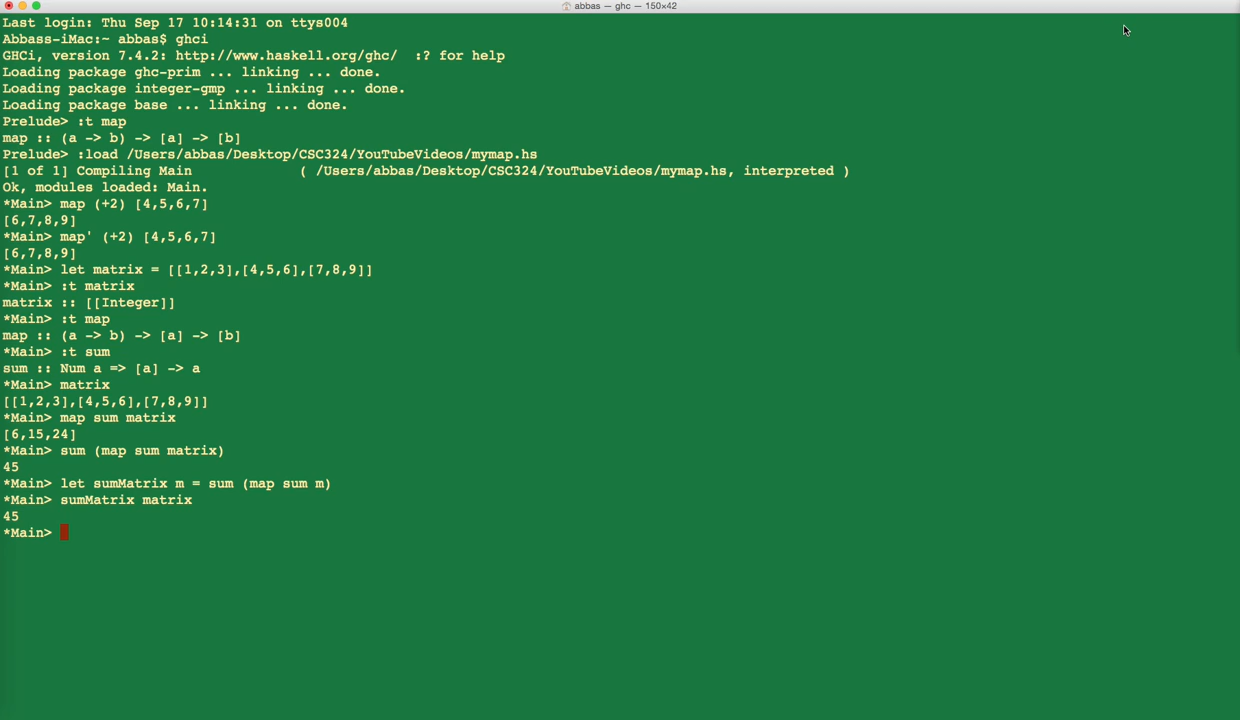 abbas — ghc — 150×42
Last login: Thu Sep 17 10:14:31 on ttys004
Abbass-iMac:~ abbas$ ghci
GHCi, version 7.4.2: http://www.haskell.org/ghc/  :? for help
Loading package ghc-prim ... linking ... done.
Loading package integer-gmp ... linking ... done.
Loading package base ... linking ... done.
Prelude> :t map
map :: (a -> b) -> [a] -> [b]
Prelude> :load /Users/abbas/Desktop/CSC324/YouTubeVideos/mymap.hs
[1 of 1] Compiling Main             ( /Users/abbas/Desktop/CSC324/YouTubeVideos/mymap.hs, interpreted )
Ok, modules loaded: Main.
*Main> map (+2) [4,5,6,7]
[6,7,8,9]
*Main> map' (+2) [4,5,6,7]
[6,7,8,9]
*Main> let matrix = [[1,2,3],[4,5,6],[7,8,9]]
*Main> :t matrix
matrix :: [[Integer]]
*Main> :t map
map :: (a -> b) -> [a] -> [b]
*Main> :t sum
sum :: Num a => [a] -> a
*Main> matrix
[[1,2,3],[4,5,6],[7,8,9]]
*Main> map sum matrix
[6,15,24]
*Main> sum (map sum matrix)
45
*Main> let sumMatrix m = sum (map sum m)
*Main> sumMatrix matrix
45
*Main>